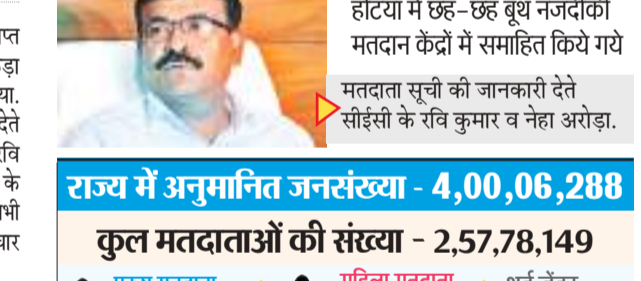 हटिया में छह-छह बूथ नजदीकी
मतदान केंद्रों में समाहित किये गये
मतदाता सूची की जानकारी देते
सीईसी के रवि कुमार व नेहा अरोड़ा.
देते
के
राज्य में अनुमानित जनसंख्या - 4,00,06,288
कुल मतदाताओं की संख्या - 2,57,78,149